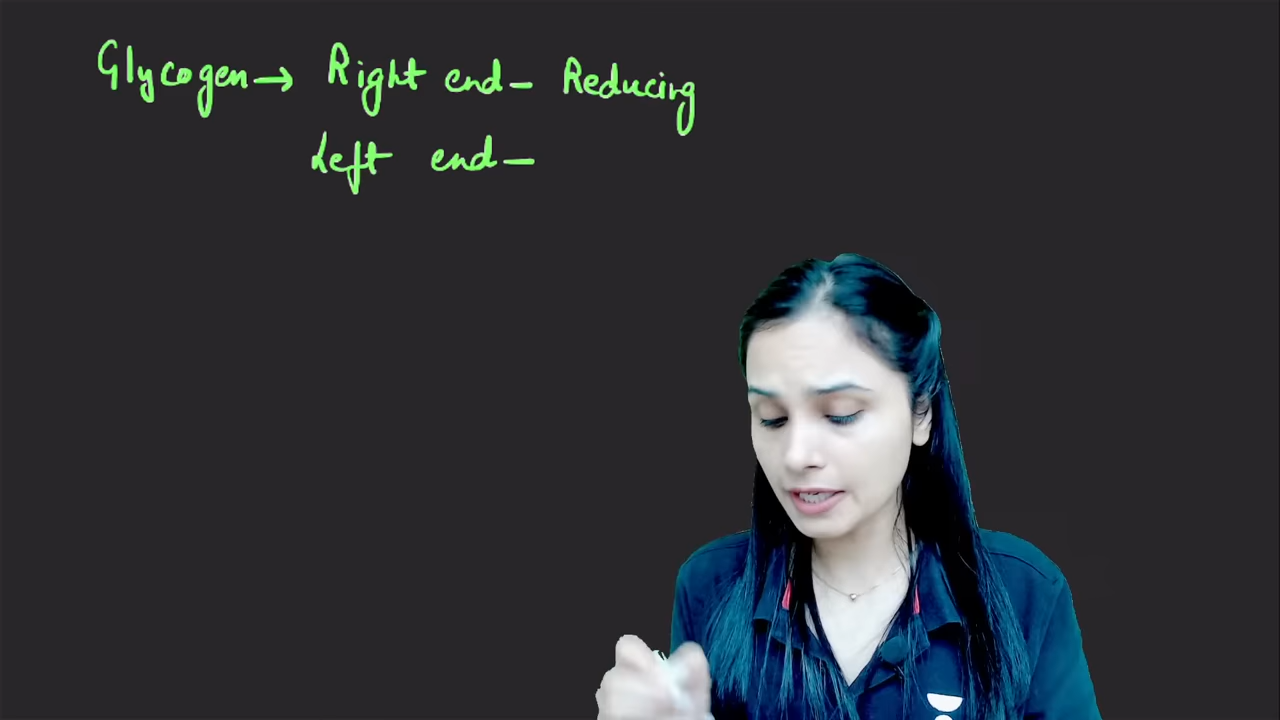 Glycogen → Right end - Reducing
Left end -